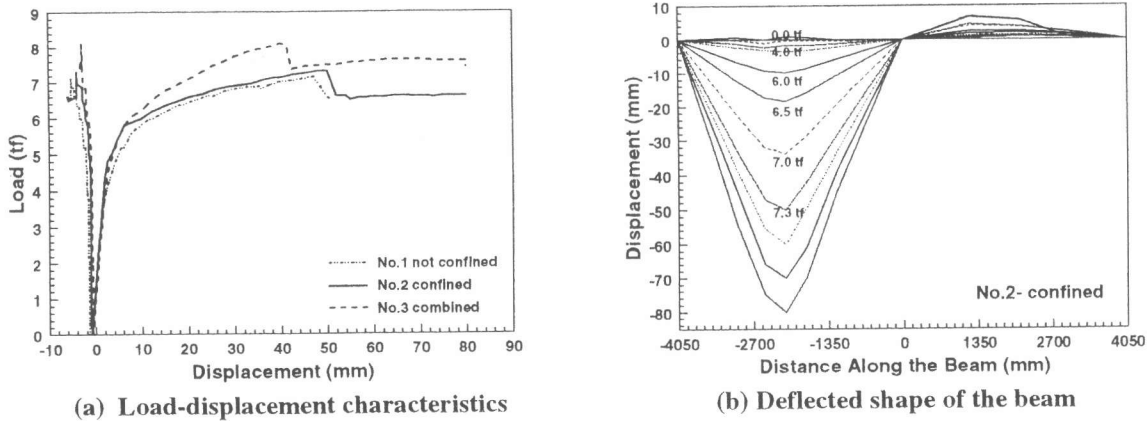 9
8
7
6
5
4
3
2
1
0
Load (tf)
No.1 not confined
No.2 confined
No.3 combined
-10 0 10 20 30 40 50 60 70 80 90
Displacement (mm)
(a) Load-displacement characteristics
10
0
-10
-20
-30
-40
-50
-60
-70
-80
Displacement (mm)
0.0 tf
4.0 tf
6.0 tf
6.5 tf
7.0 tf
7.3 tf
No.2- confined
-4050 -2700 -1350 0 1350 2700 4050
Distance Along the Beam (mm)
(b) Deflected shape of the beam